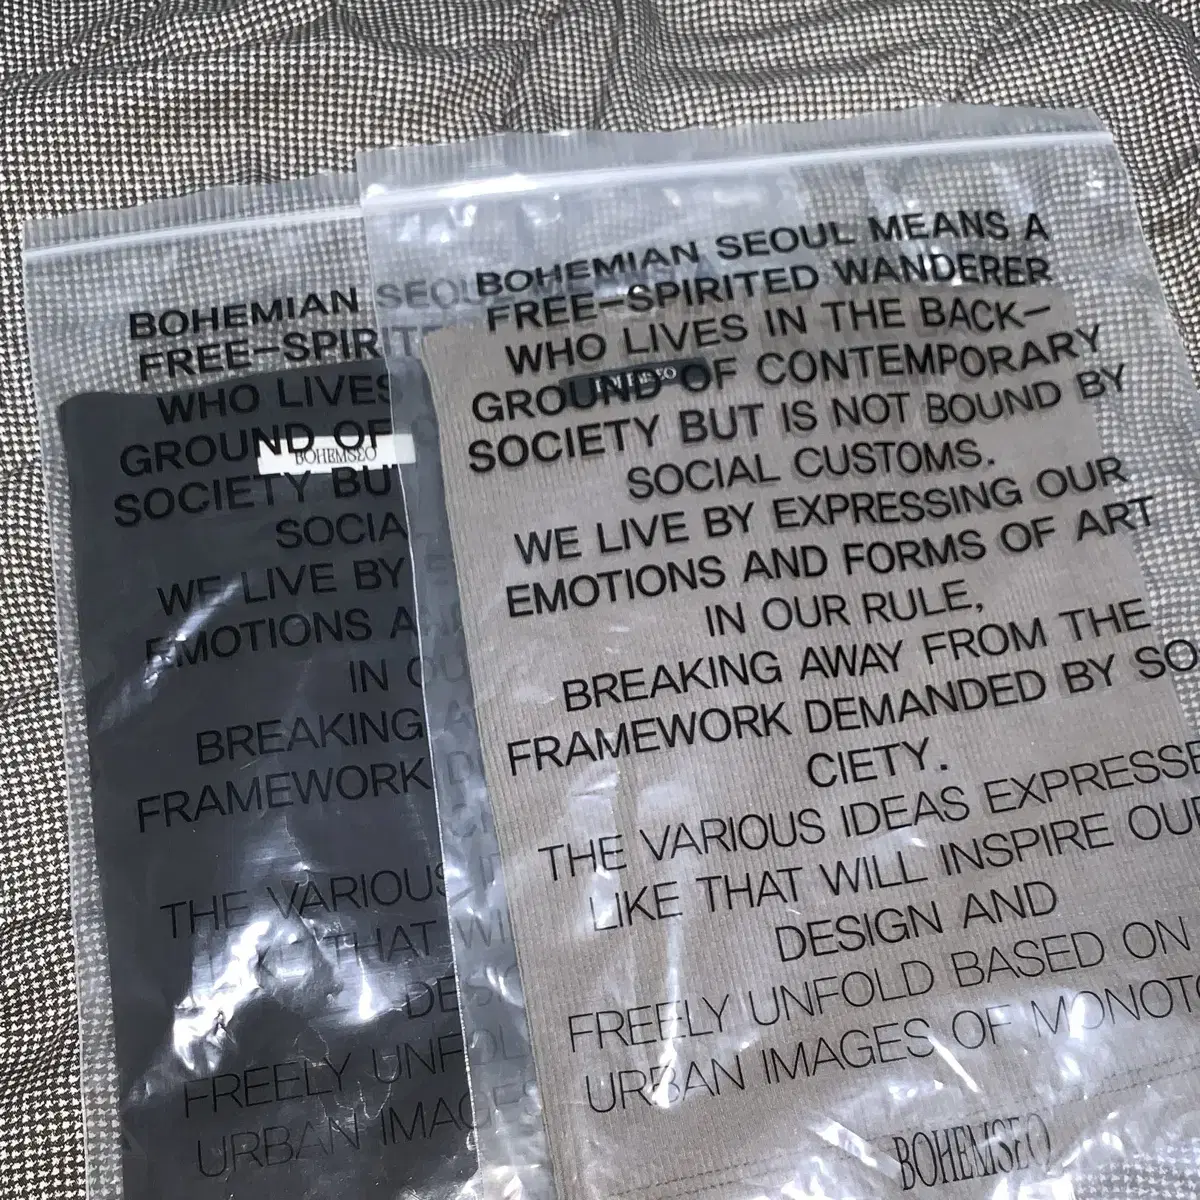 BOHEMIAN SEOU
FREE-SPIRIT
WHO LIVES
GROUND OF
BOHEMSEO
SOCIETY BU
SOCIA
WE LIVE BY
EMOTIONS A
IN OU
BREAKING
FRAMEWORK
THE VARIOUS
THAT WI
DESIG
FREELY UNFOL
URBAN IMAGES
BOHEMIAN SEOUL MEANS A
FREE-SPIRITED WANDERER
WHO LIVES IN THE BACK-
GROUND OF CONTEMPORARY
SOCIETY BUT IS NOT BOUND BY
SOCIAL CUSTOMS.
WE LIVE BY EXPRESSING OUR
EMOTIONS AND FORMS OF ART
IN OUR RULE,
BREAKING AWAY FROM THE
FRAMEWORK DEMANDED BY SO
CIETY.
THE VARIOUS IDEAS EXPRESSE
LIKE THAT WILL INSPIRE OU
DESIGN AND
FREELY UNFOLD BASED ON
URBAN IMAGES OF MONOTO
BOHEMSEO